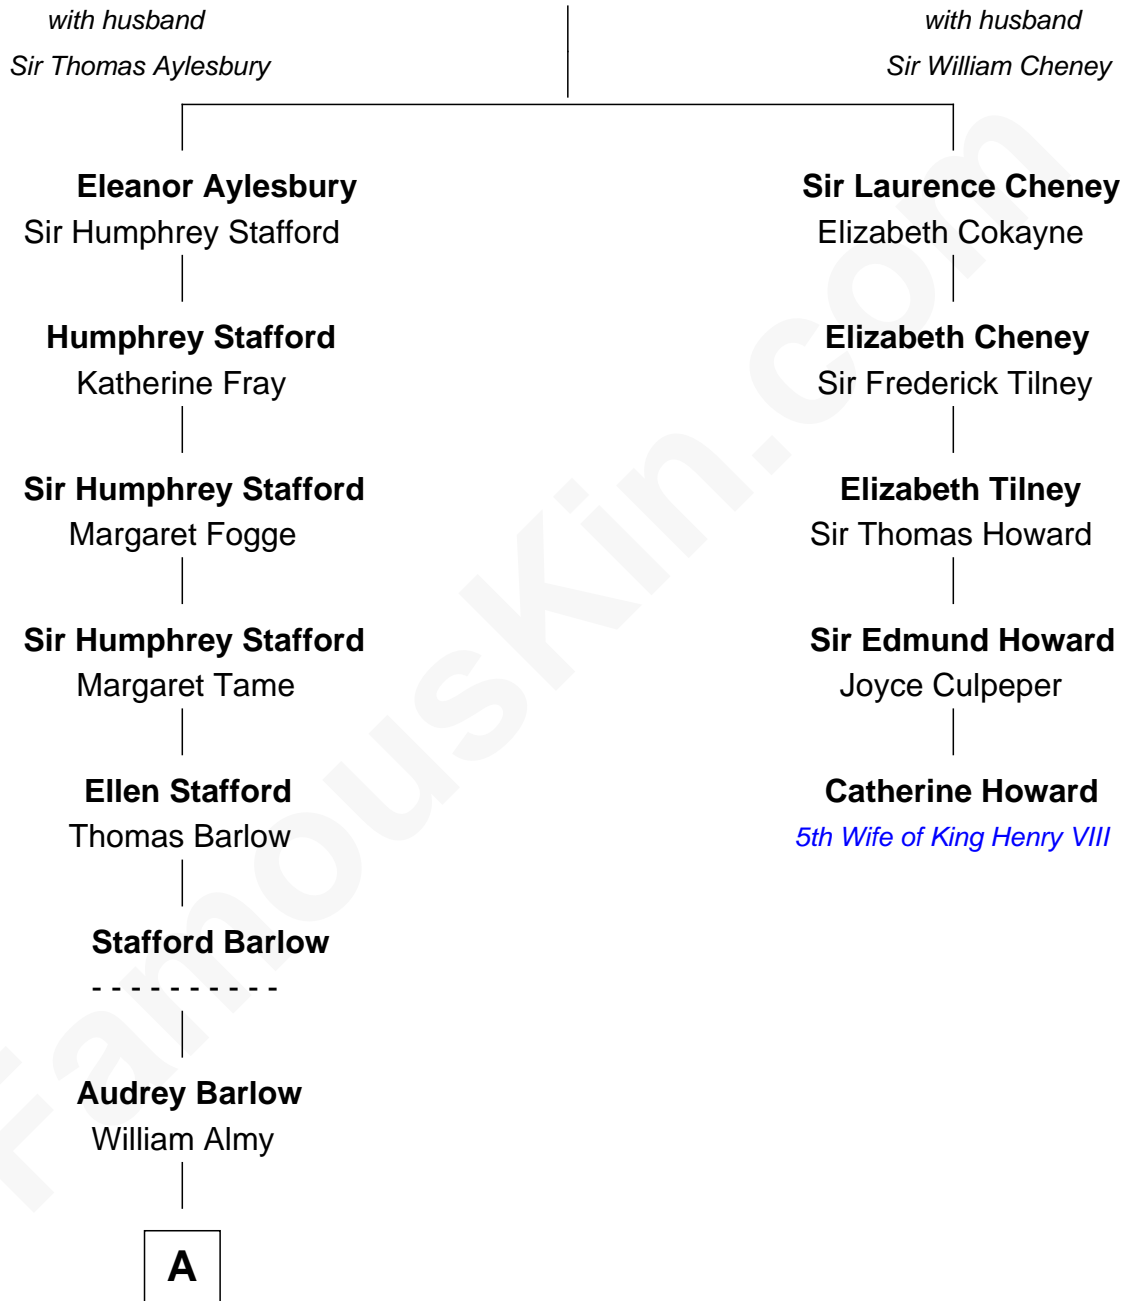 with husband
Sir Thomas Aylesbury
with husband
Sir William Cheney
Eleanor Aylesbury
Sir Humphrey Stafford
Sir Laurence Cheney
Elizabeth Cokayne
Humphrey Stafford
Katherine Fray
Elizabeth Cheney
Sir Frederick Tilney
Sir Humphrey Stafford
Margaret Fogge
Elizabeth Tilney
Sir Thomas Howard
Sir Humphrey Stafford
Margaret Tame
Sir Edmund Howard
Joyce Culpeper
Ellen Stafford
Thomas Barlow
Catherine Howard
5th Wife of King Henry VIII
Stafford Barlow
- - - - - - - - - -
Audrey Barlow
William Almy
A
FamousKin.com